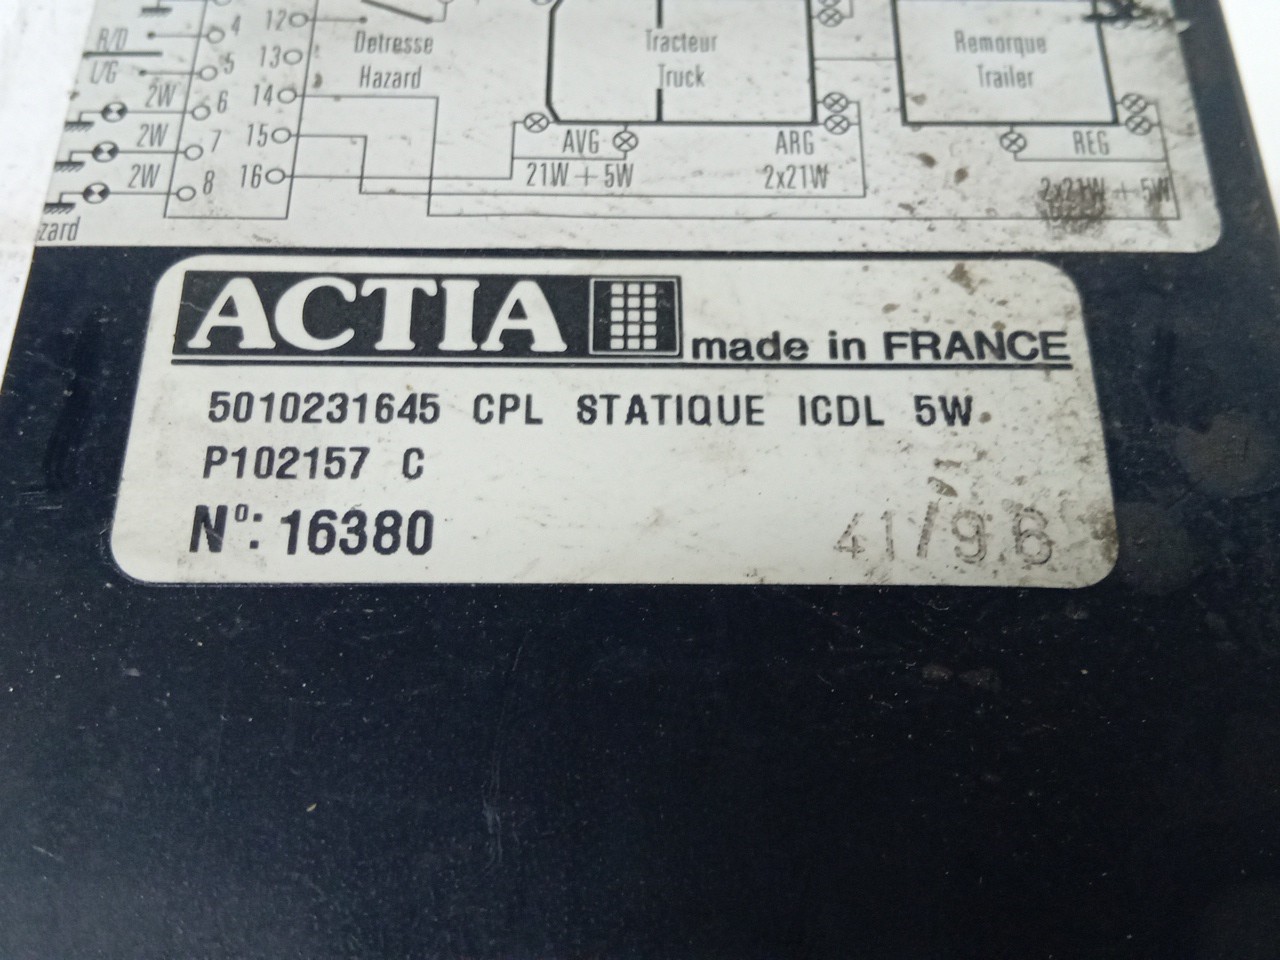 12
4
R/D
Detresse
Tracteur
Remorque
13
5
L/G
Hazard
Truck
Trailer
2W
6
14
2W
7
15
AVG
ARG
REG
2W
8
16
21W + 5W
2x21W
2x21W + 5W
zard
ACTIA
made in FRANCE
5010231645 CPL STATIQUE ICDL 5W
P102157 C
Nº: 16380
41/96